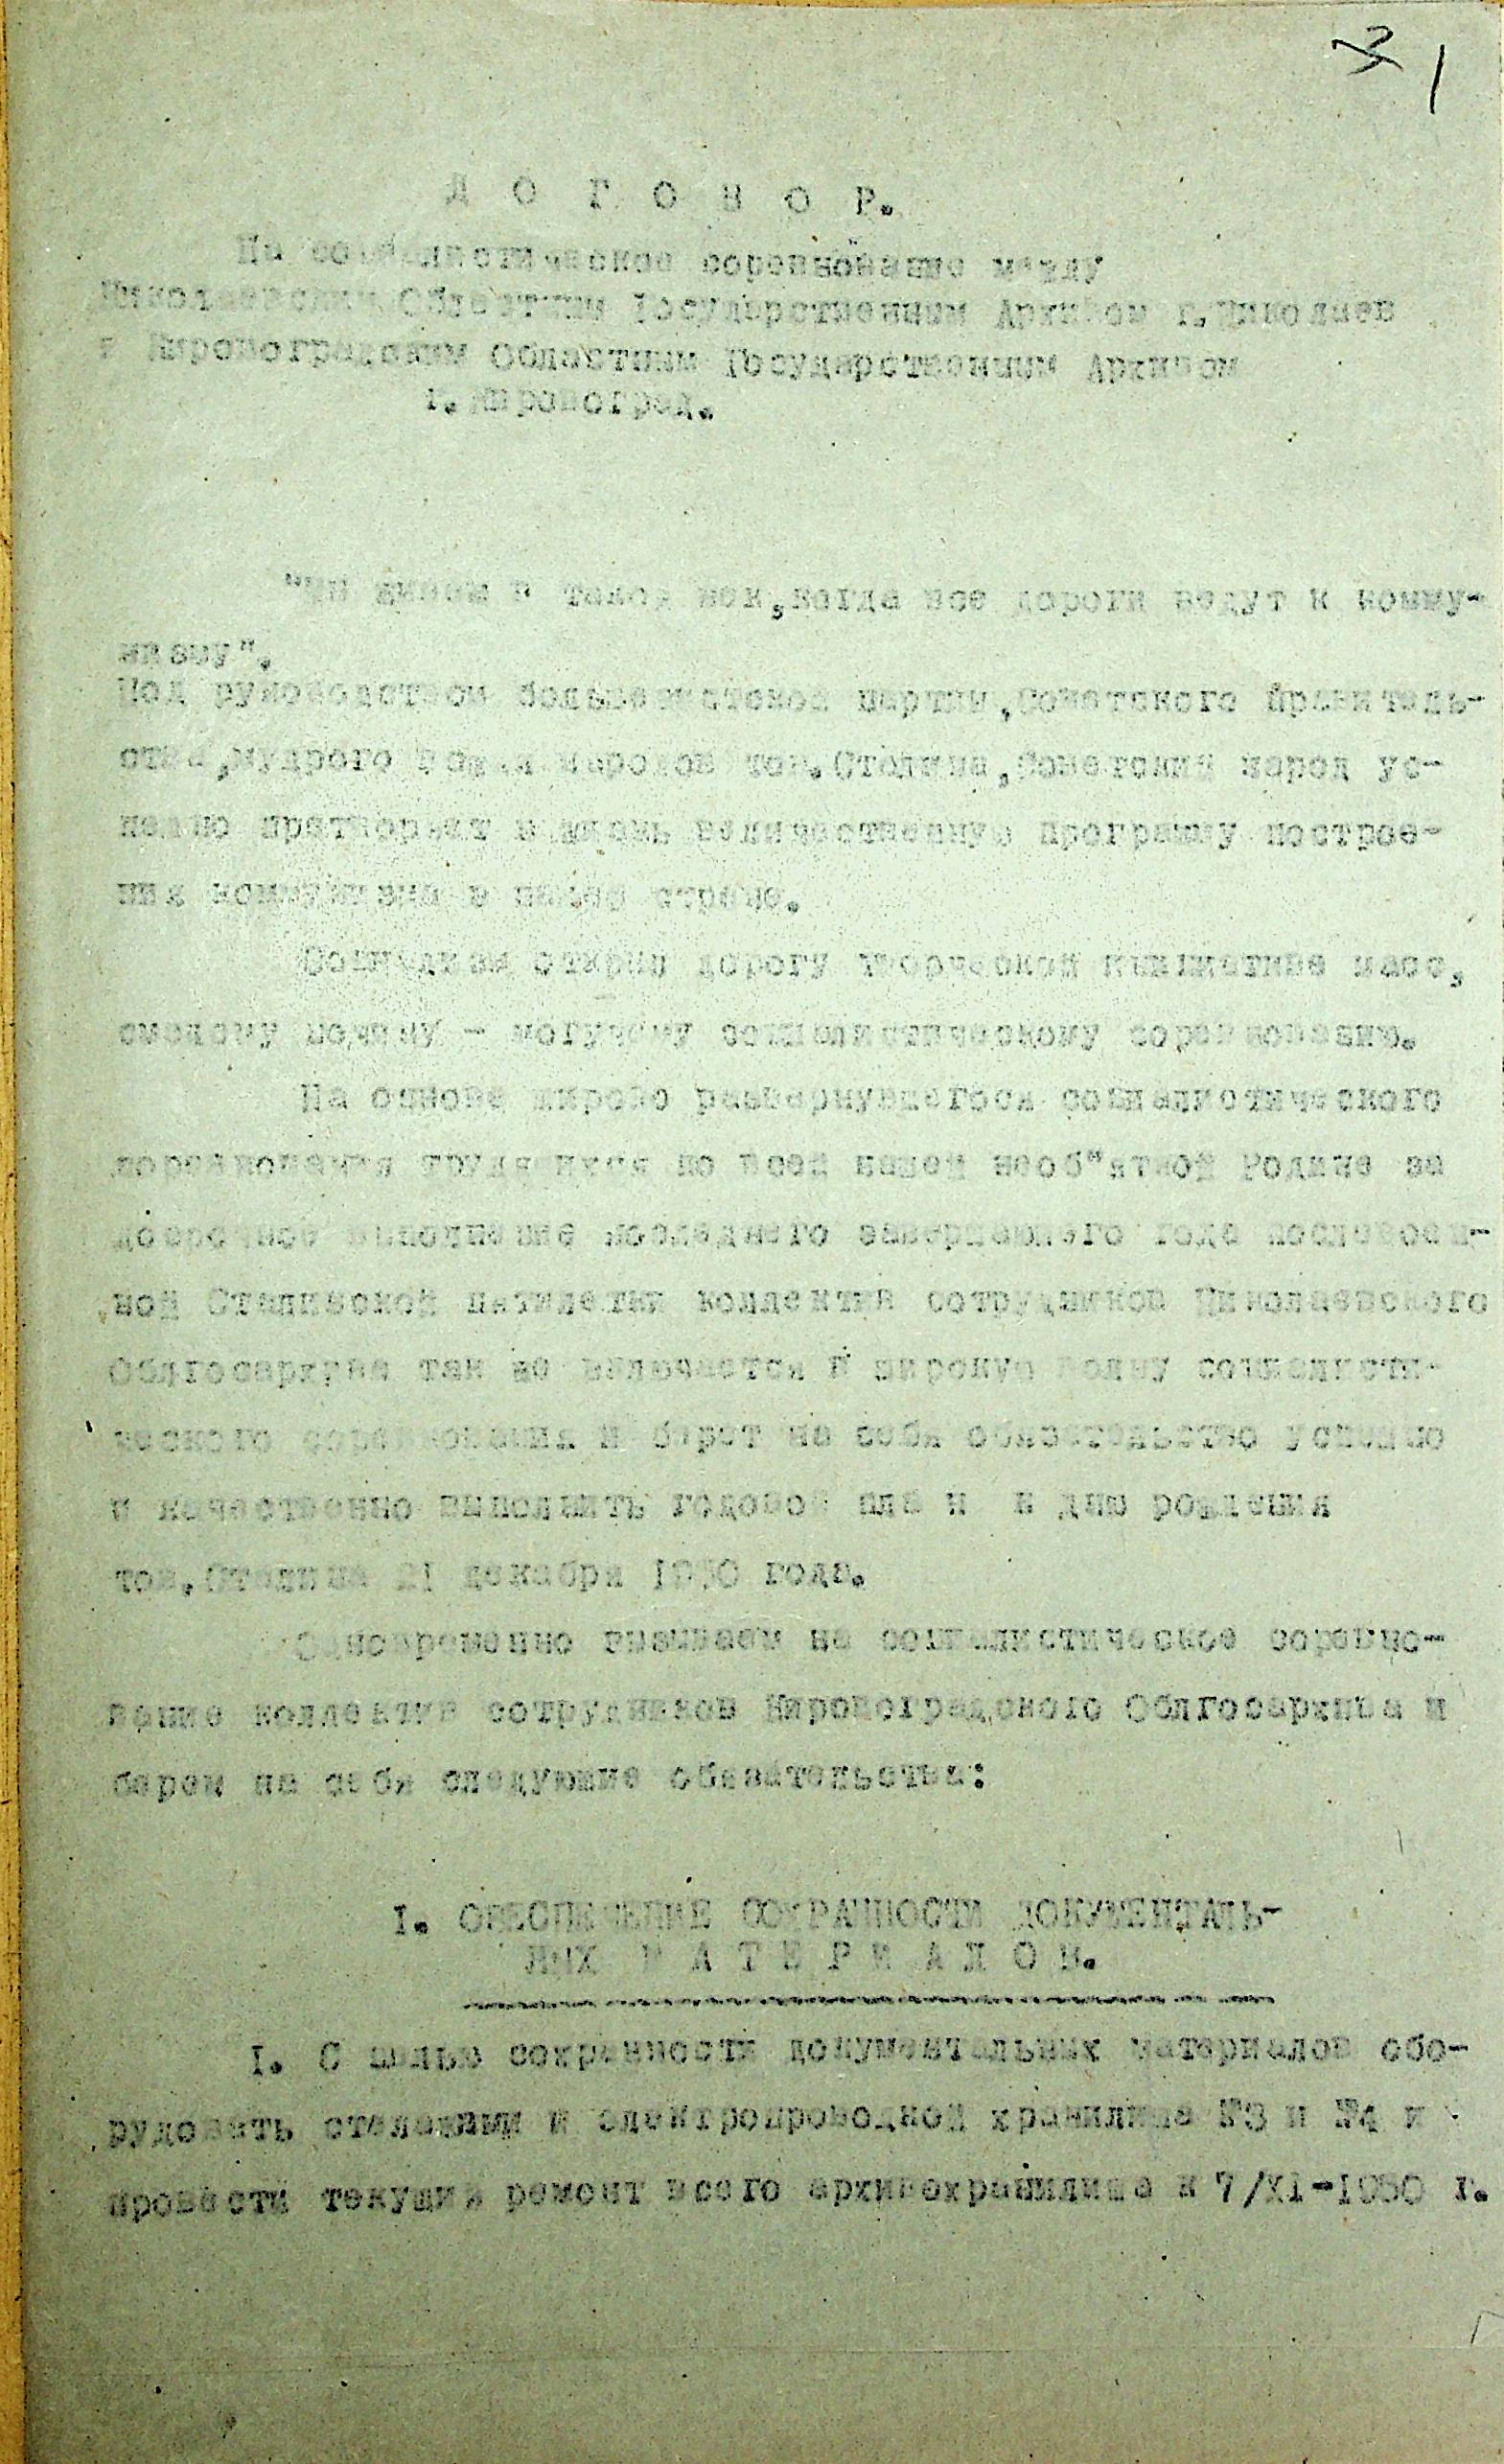 31
Д О Г О В О Р.
На социалистическое соревнование между
Николаевским Областным Государственным Архивом г.Николаев
и Кировоградским Областным Государственным Архивом
г. Кировоград.
"Мы живем в такой век,когда все дороги ведут к комму-
низму".
Под руководством большевистской партии,Советского Правитель-
ства,мудрого вождя народов тов.Сталина,Советский народ ус-
пешно претворяет в жизнь величественную программу построе-
ния коммунизма в нашей стране.
Социализм открыл дорогу творческой инициативе масс,
смелому почину - могучему социалистическому соревнованию.
На основе широко развернувшегося социалистического
соревнования трудящихся по всей нашей необ"ятной Родине за
досрочное выполнение последнего завершающего года послевоен-
ной Сталинской пятилетки коллектив сотрудников Николаевского
Облгосархива так же включается в широкую волну социалисти-
ческого соревнования и берет на себя обязательство успешно
и качественно выполнить годовой план к дню рождения
тов.Сталина 21 декабря 1950 года.
Одновременно вызываем на социалистическое соревно-
вание коллектив сотрудников Кировоградского Облгосархива и
берем на себя следующие обязательства:
I. ОБЕСПЕЧЕНИЕ СОХРАННОСТИ ДОКУМЕНТАЛЬ-
НЫХ М А Т Е Р И А Л О В.
I. С целью сохранности документальных материалов обо-
рудовать стелажами и электропроводкой хранилища №3 и №4 и
провести текущий ремонт всего архивохранилища к 7/XI-1950 г.